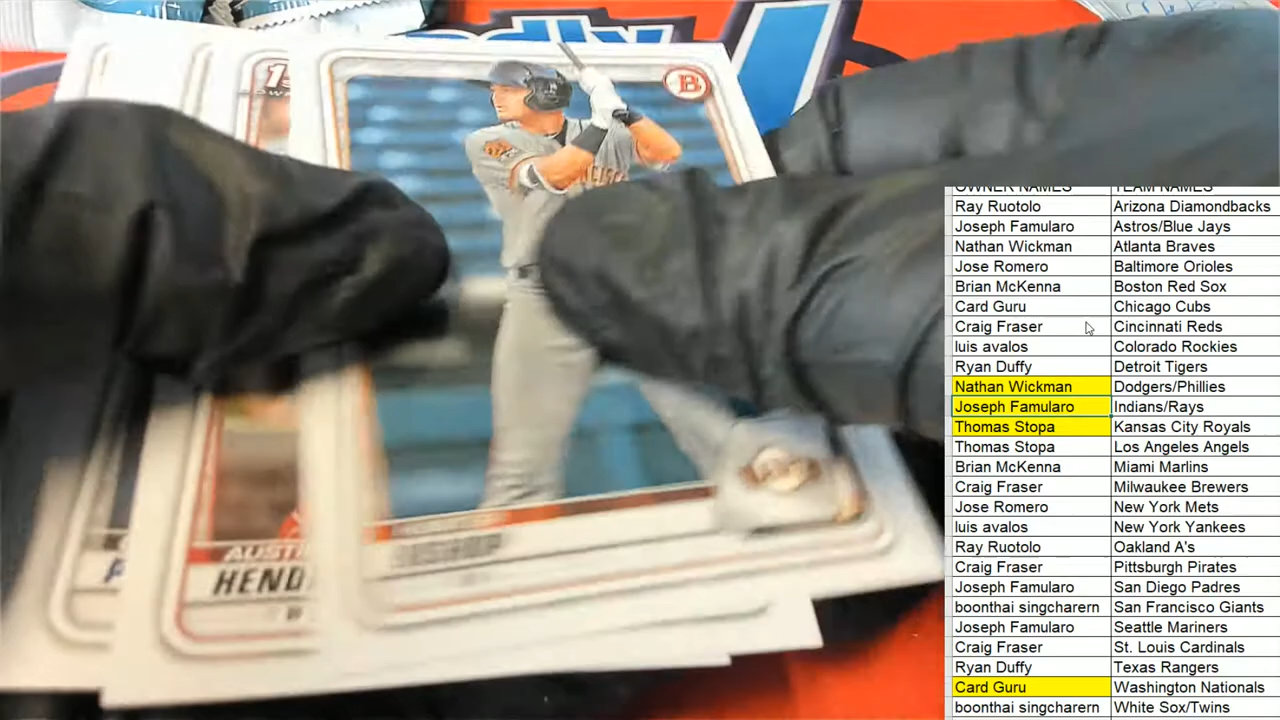 B
1st
AUSTI
HEND
BISHOP
OWNER NAMES TEAM NAMES
Ray Ruotolo Arizona Diamondbacks
Joseph Famularo Astros/Blue Jays
Nathan Wickman Atlanta Braves
Jose Romero Baltimore Orioles
Brian McKenna Boston Red Sox
Card Guru Chicago Cubs
Craig Fraser Cincinnati Reds
luis avalos Colorado Rockies
Ryan Duffy Detroit Tigers
Nathan Wickman Dodgers/Phillies
Joseph Famularo Indians/Rays
Thomas Stopa Kansas City Royals
Thomas Stopa Los Angeles Angels
Brian McKenna Miami Marlins
Craig Fraser Milwaukee Brewers
Jose Romero New York Mets
luis avalos New York Yankees
Ray Ruotolo Oakland A's
Craig Fraser Pittsburgh Pirates
Joseph Famularo San Diego Padres
boonthai singcharern San Francisco Giants
Joseph Famularo Seattle Mariners
Craig Fraser St. Louis Cardinals
Ryan Duffy Texas Rangers
Card Guru Washington Nationals
boonthai singcharern White Sox/Twins